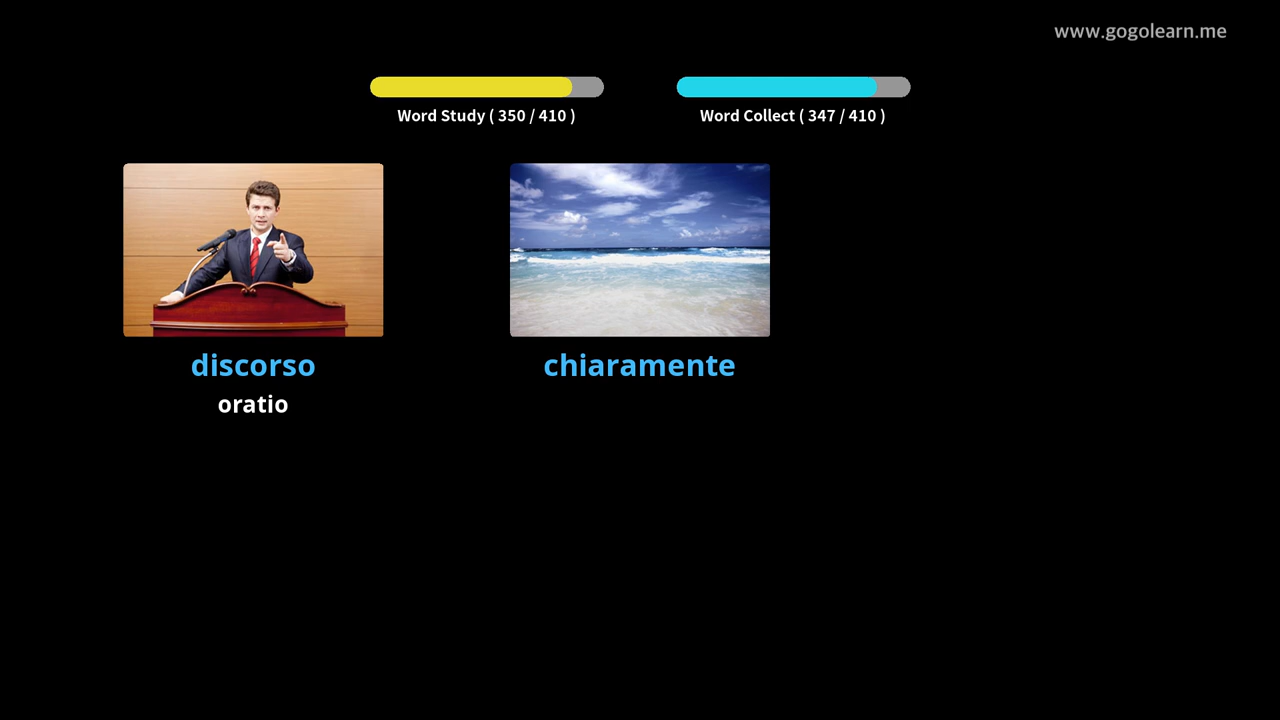 www.gogolearn.me
Word Study ( 350 / 410 )
Word Collect ( 347 / 410 )
discorso
oratio
chiaramente